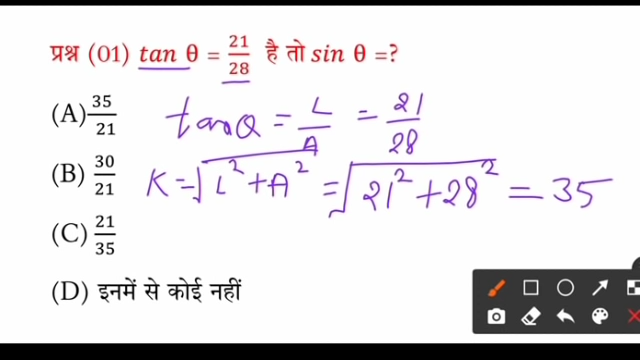 प्रश्न (01) tan θ = 21/28 है तो sin θ =?
(A) 35/21
tanθ = L/A = 21/28
(B) 30/21
K = √L² + A² = √21² + 28² = 35
(C) 21/35
(D) इनमें से कोई नहीं